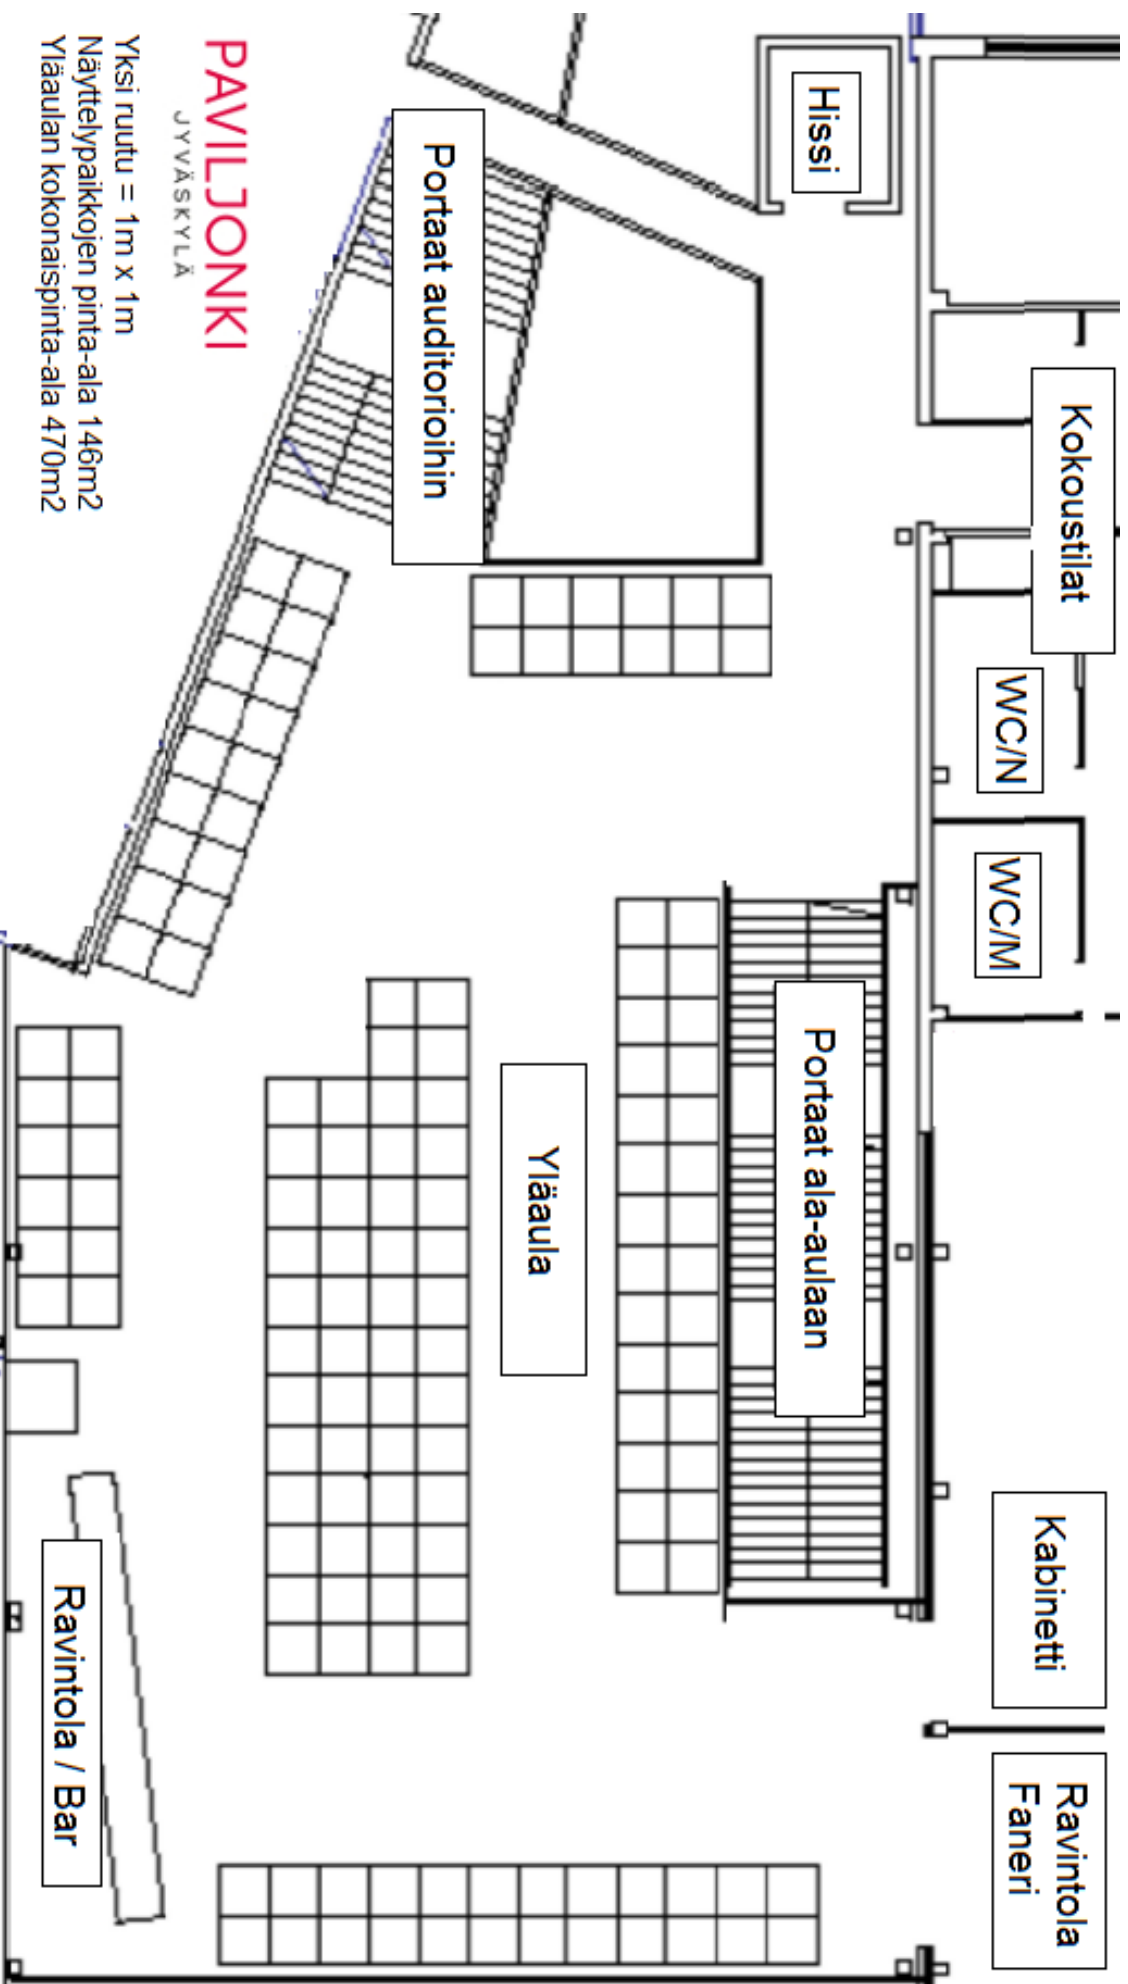 Hissi
Kokoustilat
WC/N
WC/M
Kabinetti
Ravintola
Faneri
Portaat auditorioihin
Portaat ala-aulaan
Yläaula
Ravintola / Bar
PAVILJONKI
JYVÄSKYLÄ
Yksi ruutu = 1m x 1m
Näyttelypaikkojen pinta-ala 146m2
Yläaulan kokonaispinta-ala 470m2